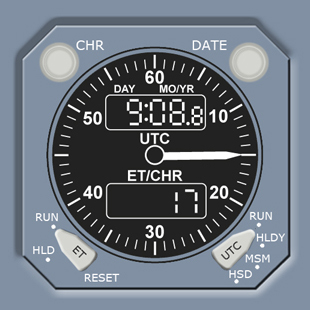 CHR DATE
60
DAY MO/YR
50 9:08.8 10
UTC
ET/CHR
40 17 20
30
RUN RUN
HLD ET UTC HDLY
MSM
RESET HSD